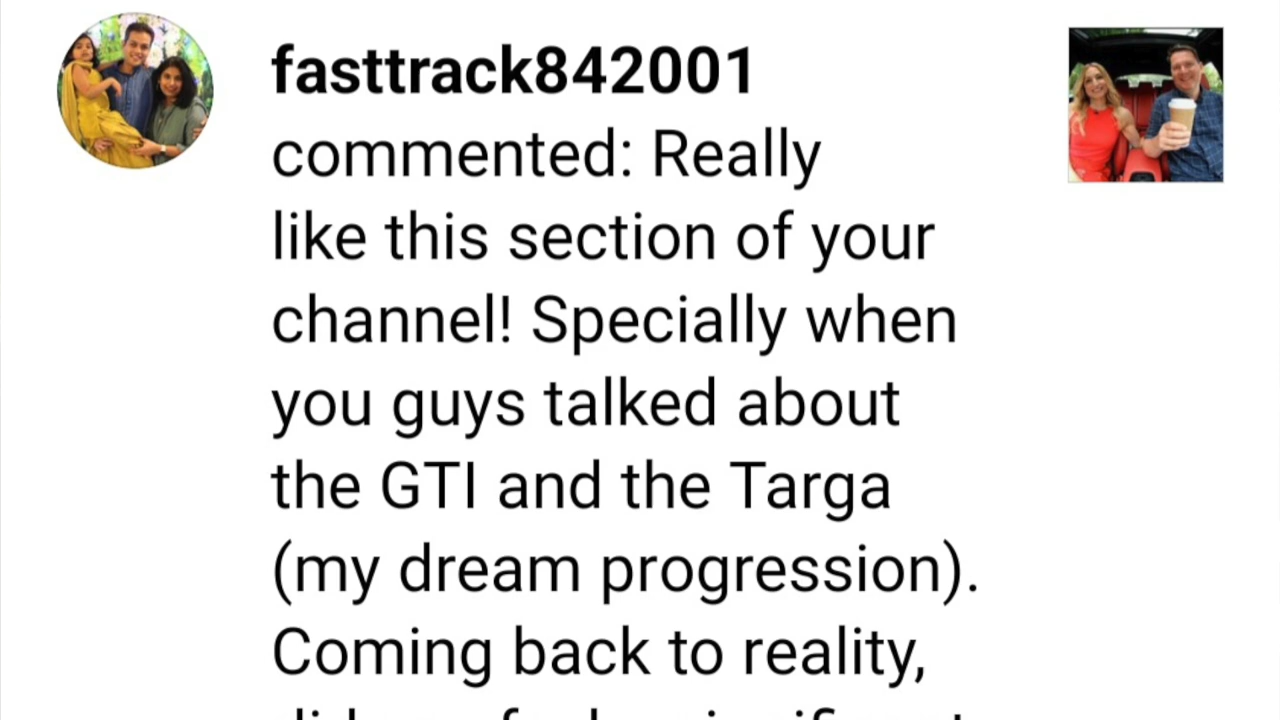 fasttrack842001
commented: Really
like this section of your
channel! Specially when
you guys talked about
the GTI and the Targa
(my dream progression).
Coming back to reality,